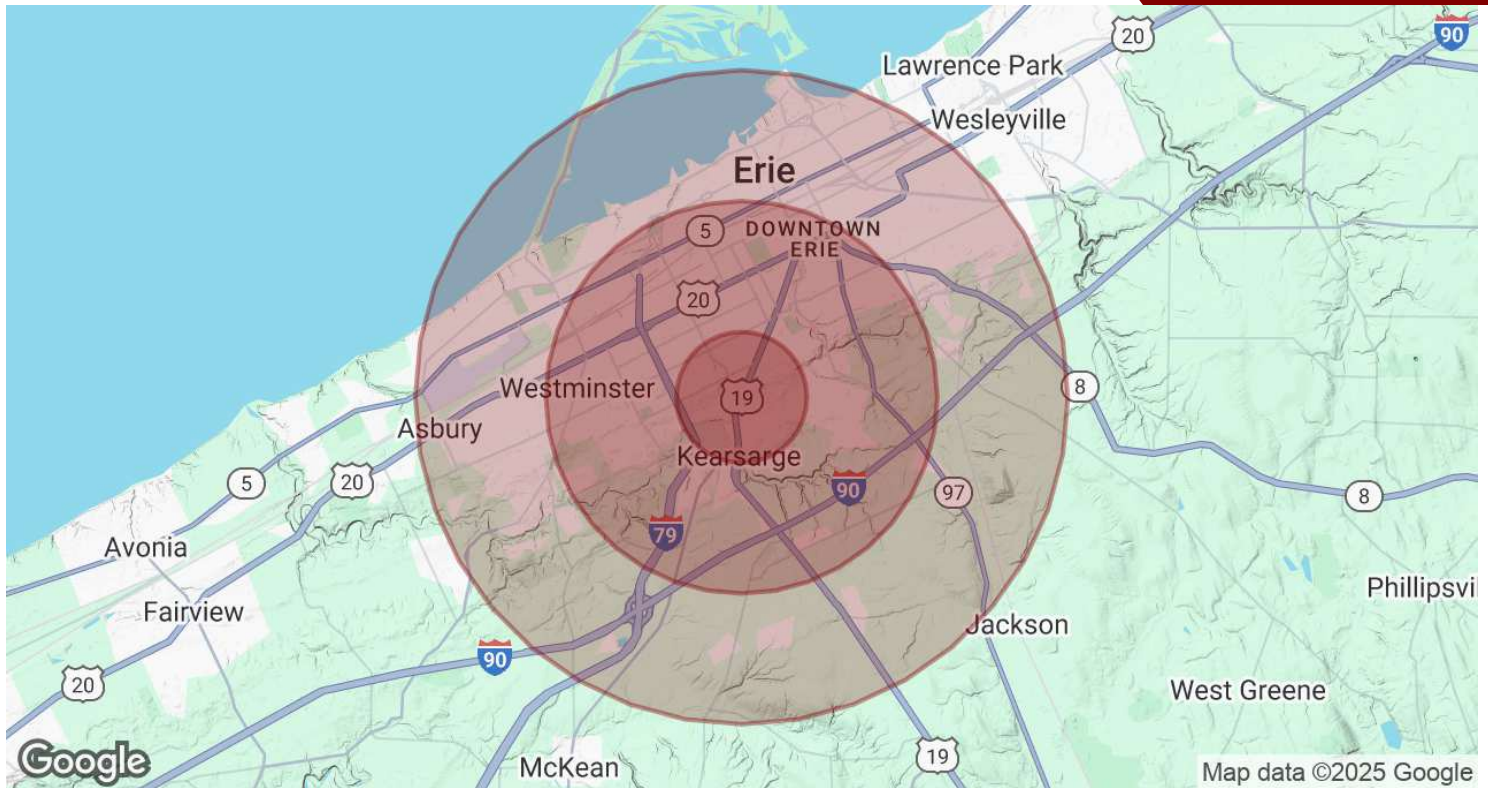 20
90
Lawrence Park
Wesleyville
Erie
5
DOWNTOWN
ERIE
20
Westminster
19
8
Asbury
Kearsarge
5
20
90
97
8
79
Avonia
Fairview
Jackson
Phillipsvil
90
20
West Greene
19
McKean
Google
Map data ©2025 Google